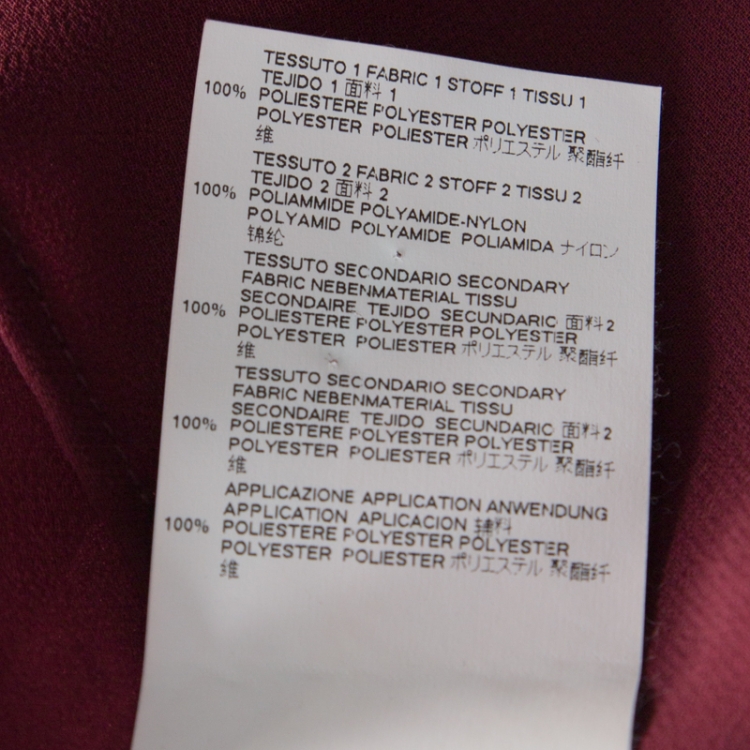 TESSUTO 1 FABRIC 1 STOFF 1 TISSU 1
TEJIDO 1 面料 1
100% POLIESTERE POLYESTER POLYESTER
POLYESTER POLIESTER ポリエステル 聚酯纤
维
TESSUTO 2 FABRIC 2 STOFF 2 TISSU 2
TEJIDO 2 面料 2
100% POLIAMMIDE POLYAMIDE-NYLON
POLYAMID POLYAMIDE POLIAMIDA ナイロン
锦纶
TESSUTO SECONDARIO SECONDARY
FABRIC NEBENMATERIAL TISSU
SECONDAIRE TEJIDO SECUNDARIO 面料2
100% POLIESTERE POLYESTER POLYESTER
POLYESTER POLIESTER ポリエステル 聚酯纤
维
TESSUTO SECONDARIO SECONDARY
FABRIC NEBENMATERIAL TISSU
SECONDAIRE TEJIDO SECUNDARIO 面料2
100% POLIESTERE POLYESTER POLYESTER
POLYESTER POLIESTER ポリエステル 聚酯纤
维
APPLICAZIONE APPLICATION ANWENDUNG
APPLICATION APLICACION 辅料
100% POLIESTERE POLYESTER POLYESTER
POLYESTER POLIESTER ポリエステル 聚酯纤
维